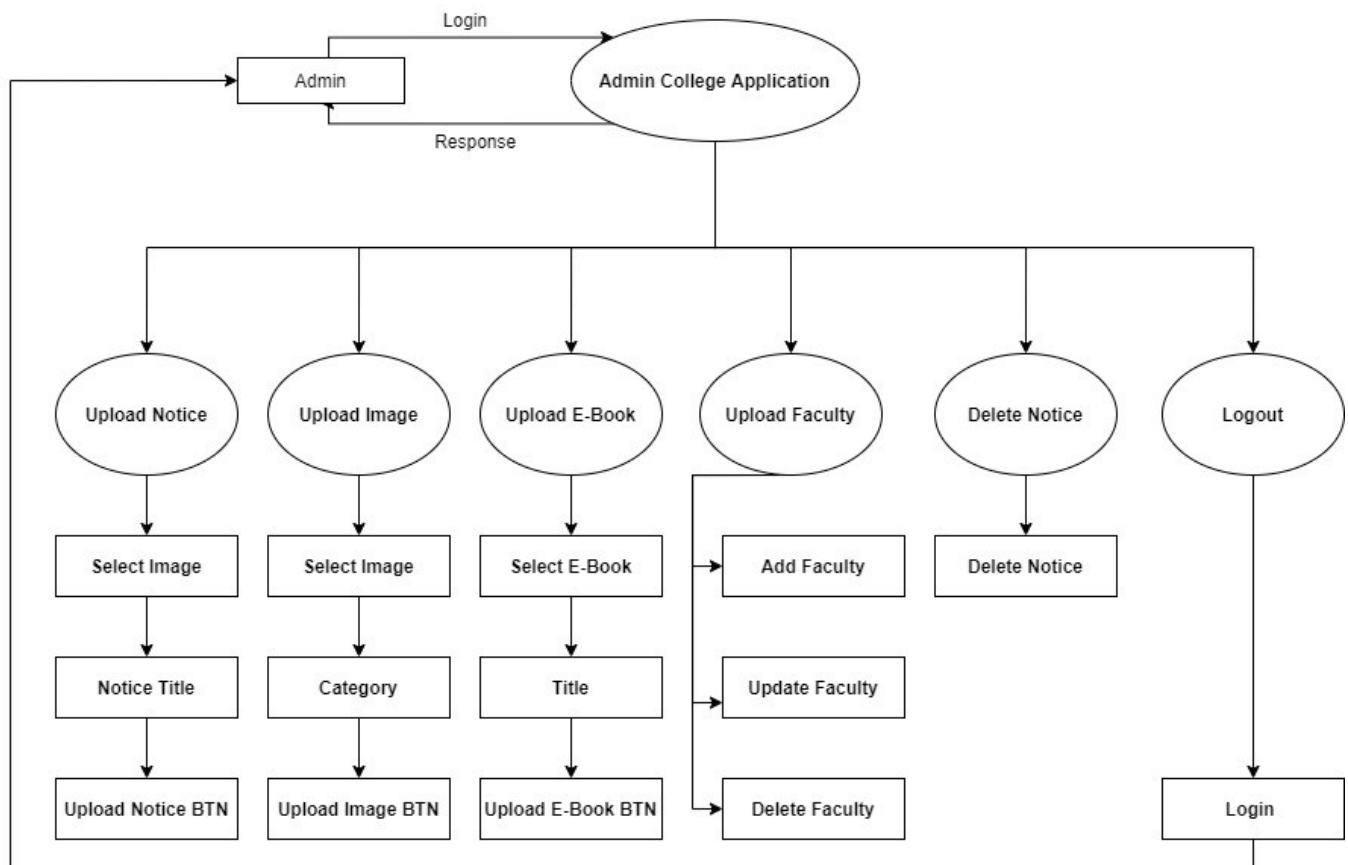 Login
Admin
Admin College Application
Response
Upload Notice
Upload Image
Upload E-Book
Upload Faculty
Delete Notice
Logout
Select Image
Select Image
Select E-Book
Add Faculty
Delete Notice
Notice Title
Category
Title
Update Faculty
Upload Notice BTN
Upload Image BTN
Upload E-Book BTN
Delete Faculty
Login